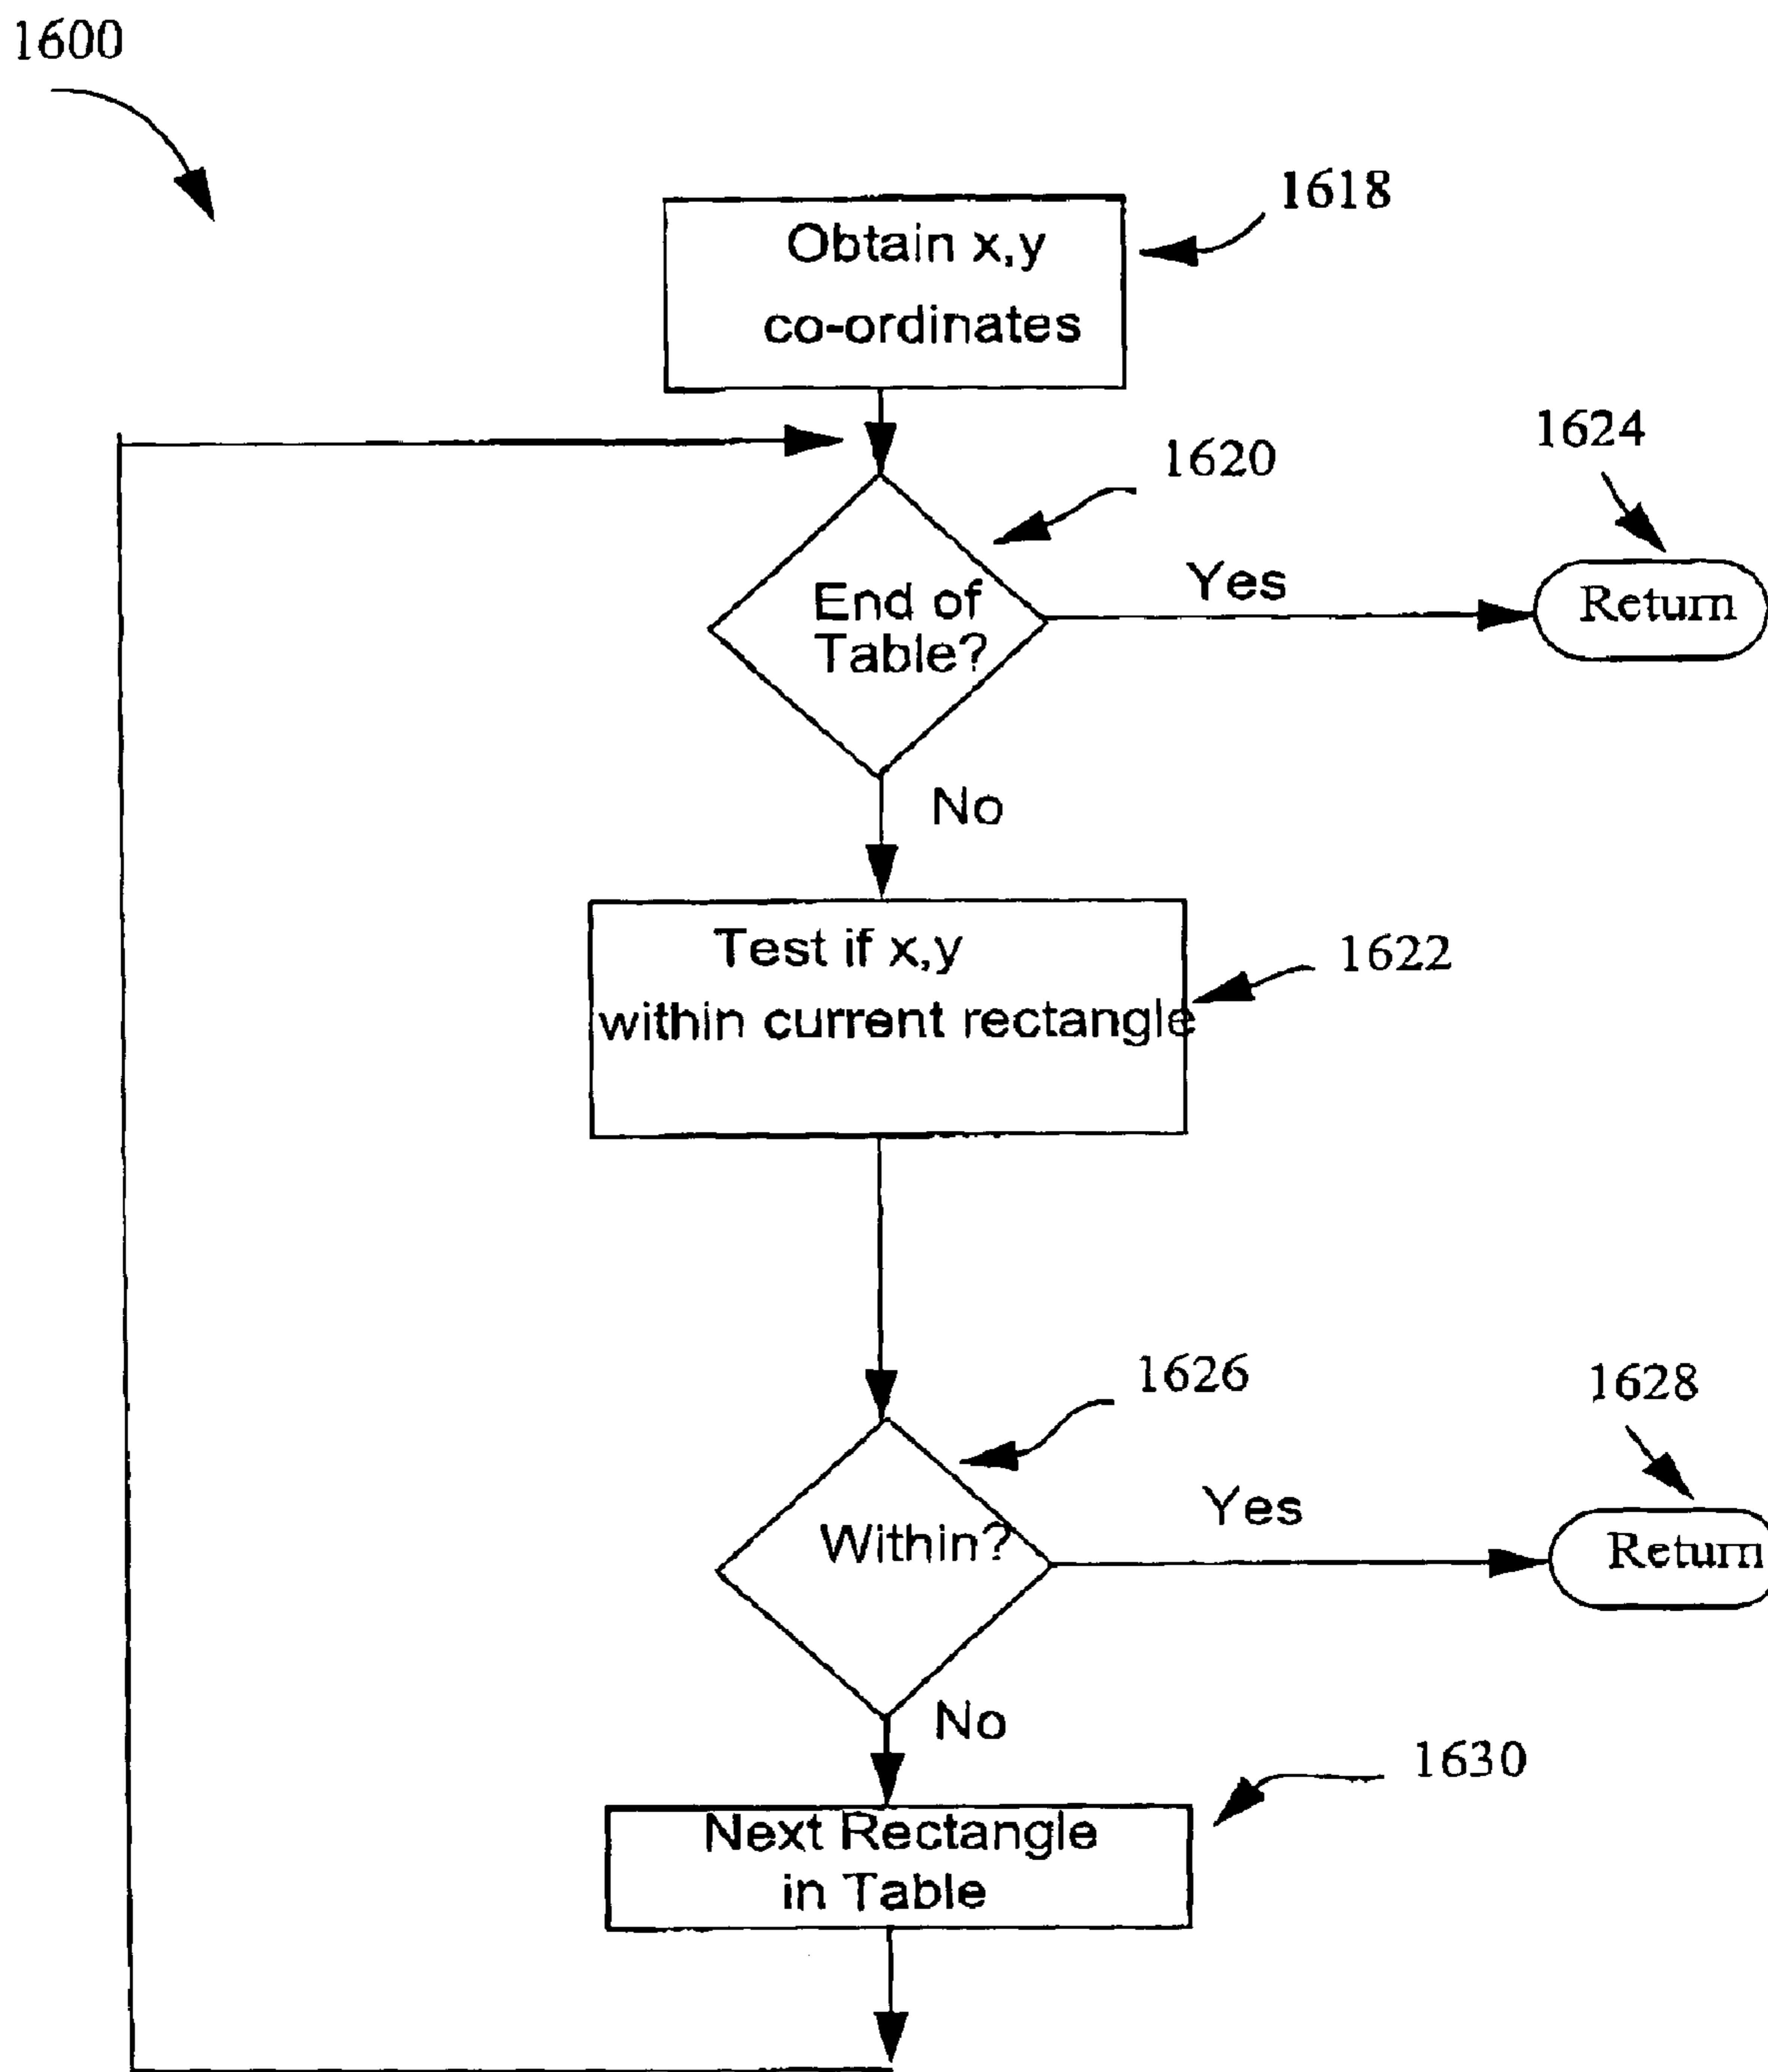 1600
1618
Obtain x,y
co-ordinates
1624
1620
Yes
Return
End of
Table?
No
Test if x,y
1622
within current rectangle
1626
1628
Yes
Within?
Return
No
1630
Next Rectangle
in Table